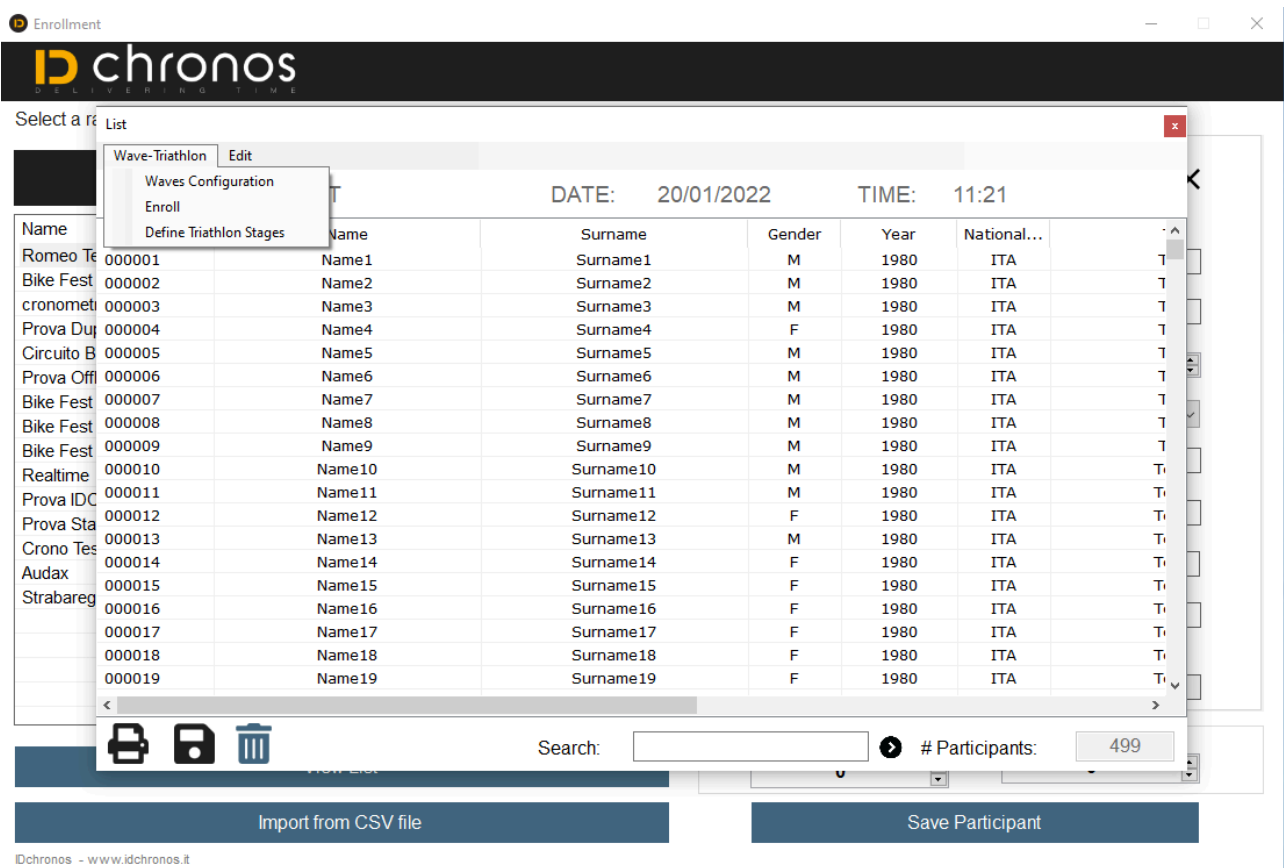 Enrollment
ID chronos
DELIVERING TIME
Select a
List
Wave-Triathlon Edit
Waves Configuration
Enroll
Define Triathlon Stages
DATE: 20/01/2022 TIME: 11:21
Name
Romeo
Bike Fest
Prova
Circuito
Prova
Bike Fest
Bike Fest
Bike Fest
Realtime
Prova
Prova
Crono
Audax
Name Surname Gender Year National...
000001 Name1 Surname1 M 1980 ITA
000002 Name2 Surname2 M 1980 ITA
000003 Name3 Surname3 M 1980 ITA
000004 Name4 Surname4 F 1980 ITA
000005 Name5 Surname5 M 1980 ITA
000006 Name6 Surname6 M 1980 ITA
000007 Name7 Surname7 M 1980 ITA
000008 Name8 Surname8 M 1980 ITA
000009 Name9 Surname9 M 1980 ITA
000010 Name10 Surname10 M 1980 ITA
000011 Name11 Surname11 M 1980 ITA
000012 Name12 Surname12 F 1980 ITA
000013 Name13 Surname13 M 1980 ITA
000014 Name14 Surname14 F 1980 ITA
000015 Name15 Surname15 F 1980 ITA
000016 Name16 Surname16 F 1980 ITA
000017 Name17 Surname17 F 1980 ITA
000018 Name18 Surname18 F 1980 ITA
000019 Name19 Surname19 F 1980 ITA
Search: # Participants: 499
Import from CSV file
Save Participant
IDchronos - www.idchronos.it